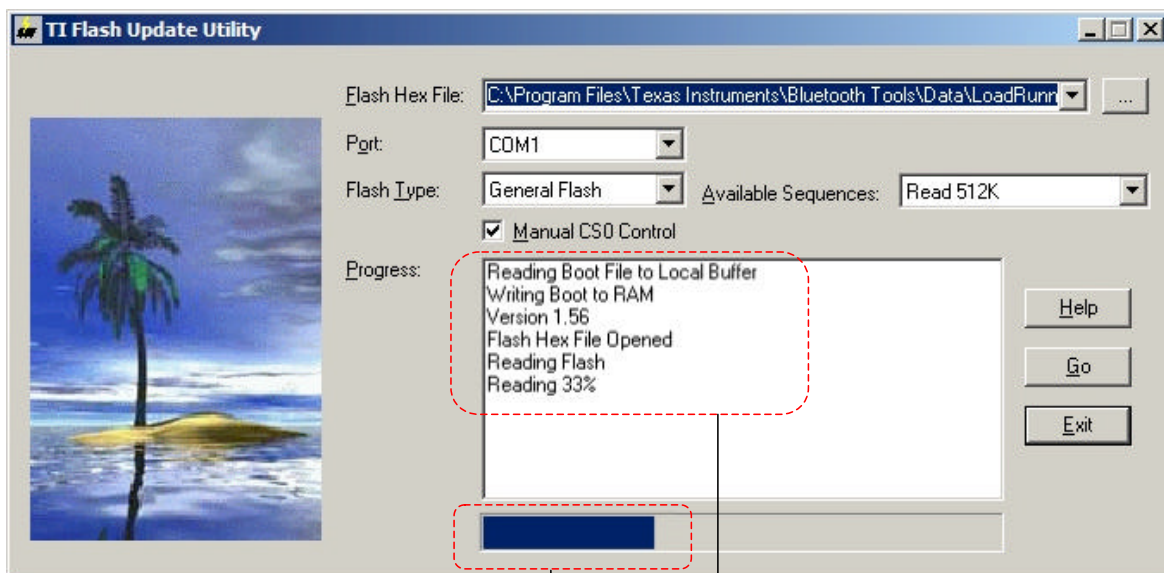 TI Flash Update Utility
Flash Hex File: C:\Program Files\Texas Instruments\Bluetooth Tools\Data\LoadRunn ...
Port: COM1
Flash Type: General Flash Available Sequences: Read 512K
Manual CS0 Control
Progress:
Reading Boot File to Local Buffer
Writing Boot to RAM
Version 1.56
Flash Hex File Opened
Reading Flash
Reading 33%
Help
Go
Exit